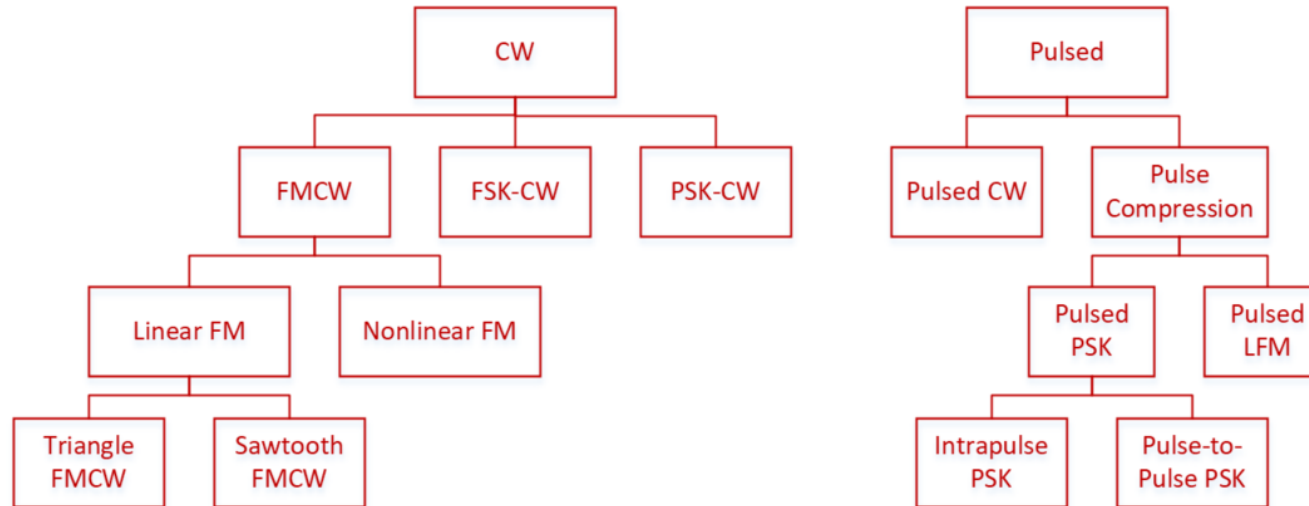 CW
Pulsed
FMCW
FSK-CW
PSK-CW
Pulsed CW
Pulse
Compression
Linear FM
Nonlinear FM
Pulsed
PSK
Pulsed
LFM
Triangle
FMCW
Sawtooth
FMCW
Intrapulse
PSK
Pulse-to-
Pulse PSK